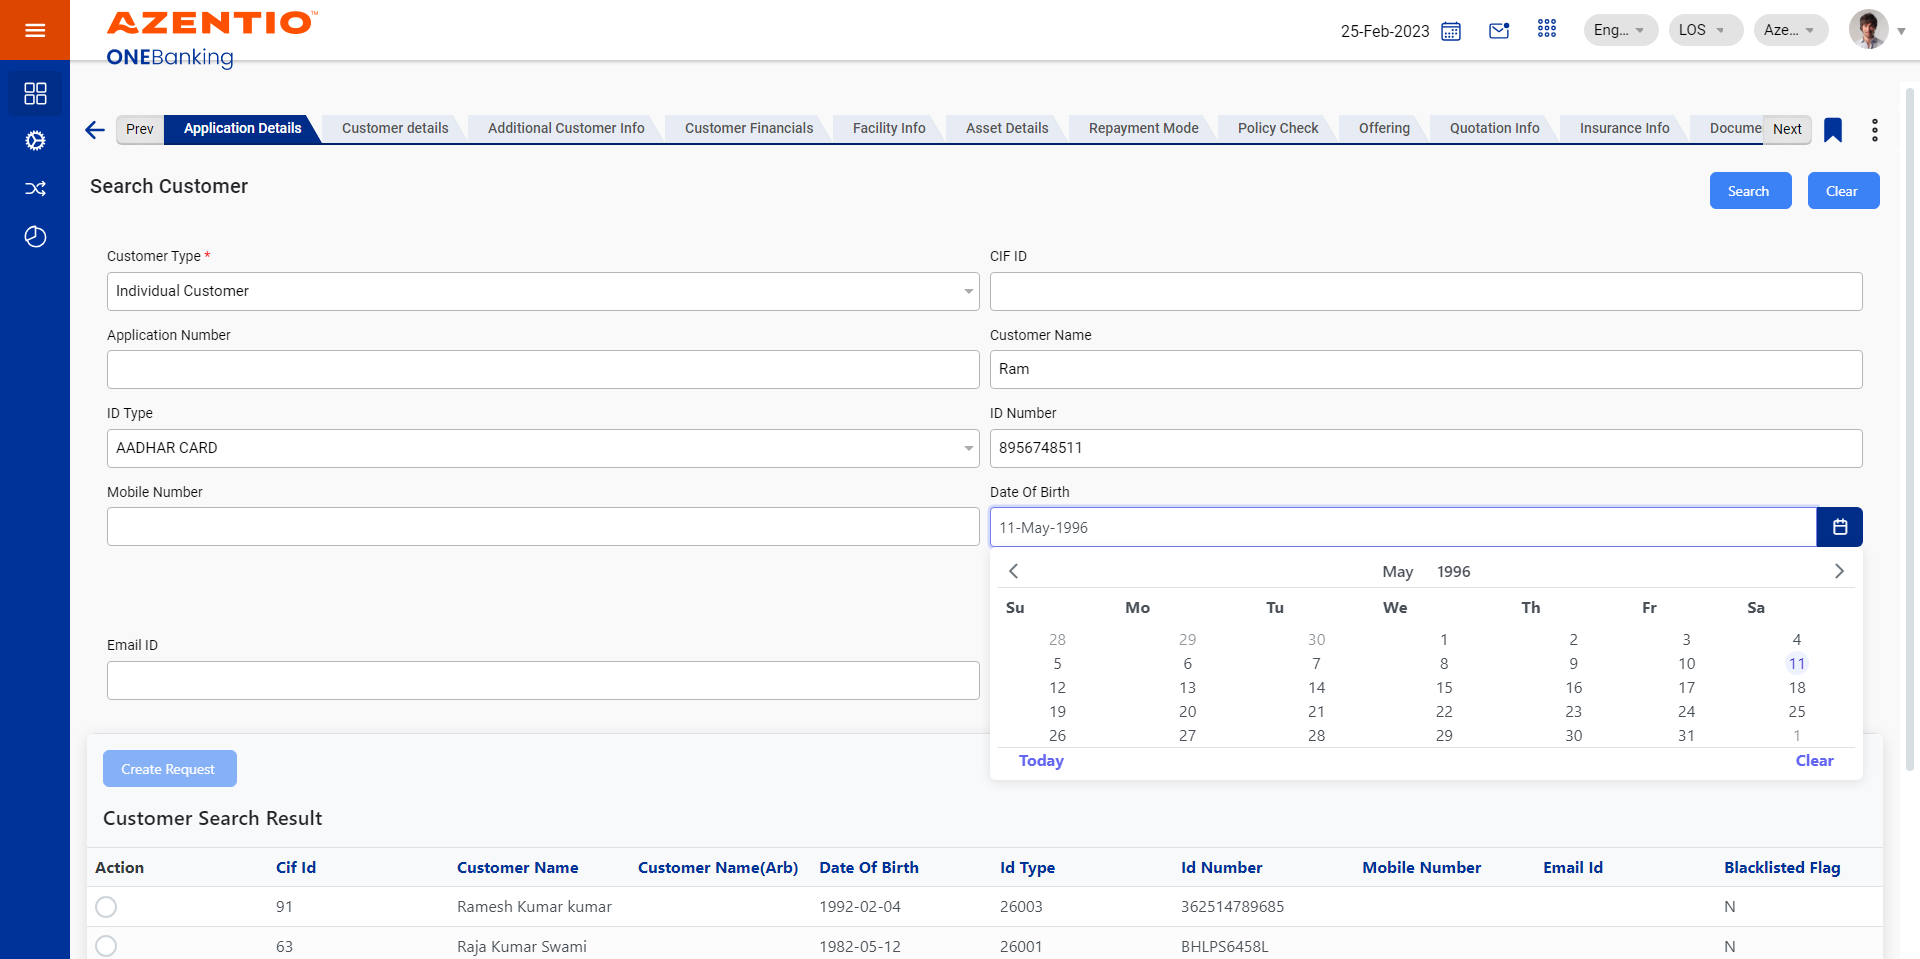 AZENTIO™
ONEBanking
25-Feb-2023
Eng...
LOS
Aze...
Prev
Application Details
Customer details
Additional Customer Info
Customer Financials
Facility Info
Asset Details
Repayment Mode
Policy Check
Offering
Quotation Info
Insurance Info
Docume
Next
Search Customer
Search
Clear
Customer Type *
CIF ID
Individual Customer
Application Number
Customer Name
Ram
ID Type
ID Number
AADHAR CARD
8956748511
Mobile Number
Date Of Birth
11-May-1996
May 1996
Su Mo Tu We Th Fr Sa
28 29 30 1 2 3 4
5 6 7 8 9 10 11
12 13 14 15 16 17 18
19 20 21 22 23 24 25
26 27 28 29 30 31 1
Today
Clear
Email ID
Create Request
Customer Search Result
Action Cif Id Customer Name Customer Name(Arb) Date Of Birth Id Type Id Number Mobile Number Email Id Blacklisted Flag
91 Ramesh Kumar kumar 1992-02-04 26003 362514789685 N
63 Raja Kumar Swami 1982-05-12 26001 BHLPS6458L N